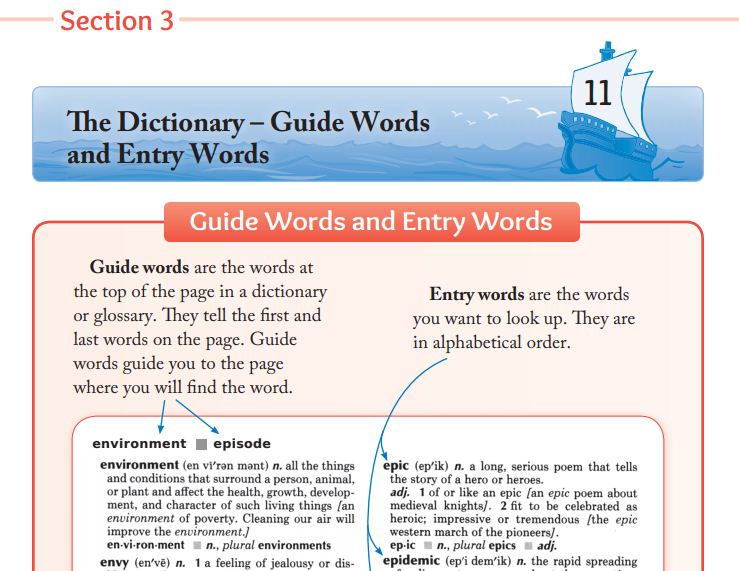 Section 3
11
The Dictionary – Guide Words
and Entry Words
Guide Words and Entry Words
Guide words are the words at
the top of the page in a dictionary
or glossary. They tell the first and
last words on the page. Guide
words guide you to the page
where you will find the word.
Entry words are the words
you want to look up. They are
in alphabetical order.
environment ■ episode
environment (en vī′rən mənt) n. all the things
and conditions that surround a person, animal,
or plant and affect the health, growth, develop-
ment, and character of such living things [an
environment of poverty. Cleaning our air will
improve the environment.]
en·vi·ron·ment ■ n., plural environments
envy (en′vē) n. 1 a feeling of jealousy or dis-
epic (ep′ik) n. a long, serious poem that tells
the story of a hero or heroes.
adj. 1 of or like an epic [an epic poem about
medieval knights]. 2 fit to be celebrated as
heroic; impressive or tremendous [the epic
western march of the pioneers].
ep·ic ■ n., plural epics ■ adj.
epidemic (ep′i dem′ik) n. the rapid spreading